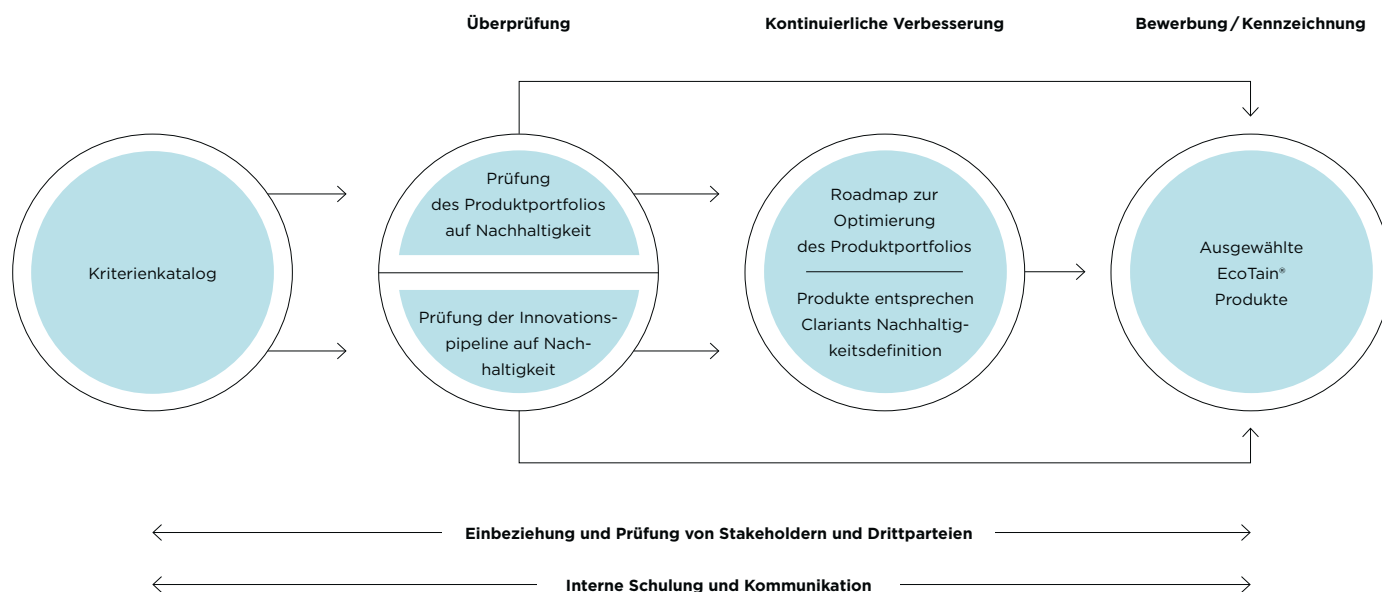 Überprüfung
Kontinuierliche Verbesserung
Bewerbung / Kennzeichnung
Kriterienkatalog
Prüfung
des Produktportfolios
auf Nachhaltigkeit
Prüfung der Innovations-
pipeline auf Nach-
haltigkeit
Roadmap zur
Optimierung
des Produktportfolios
Produkte entsprechen
Clariants Nachhaltig-
keitsdefinition
Ausgewählte
EcoTain®
Produkte
Einbeziehung und Prüfung von Stakeholdern und Drittparteien
Interne Schulung und Kommunikation